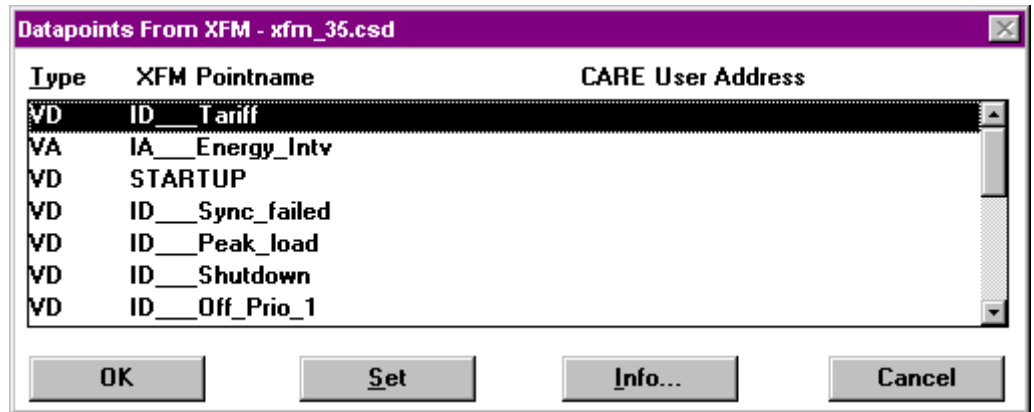 Datapoints From XFM - xfm_35.csd
Type XFM Pointname CARE User Address
VD ID___Tariff
VA IA___Energy_Intv
VD STARTUP
VD ID___Sync_failed
VD ID___Peak_load
VD ID___Shutdown
VD ID___Off_Prio_1
OK Set Info... Cancel